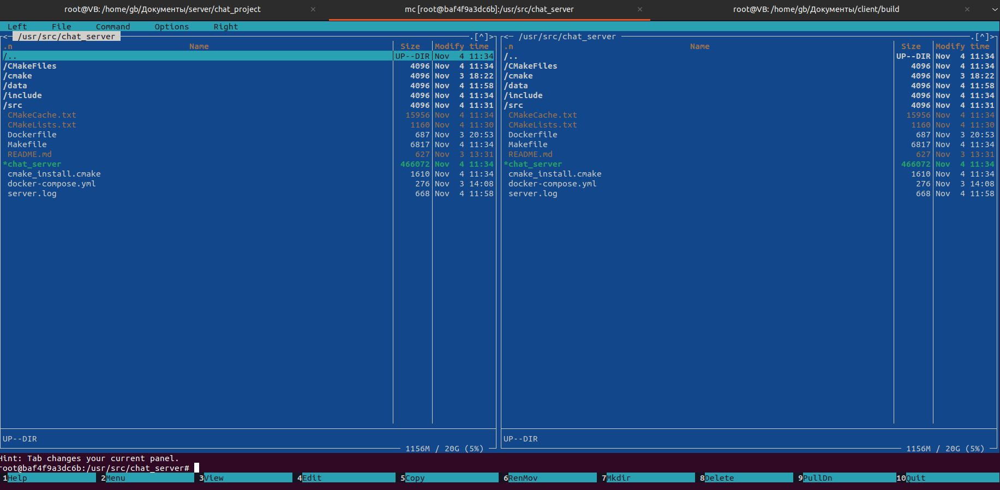 root@VB: /home/gb/Документы/server/chat_project × mc [root@baf4f9a3dc6b]:/usr/src/chat_server × root@VB: /home/gb/Документы/client/build ×
Left File Command Options Right
<─ /usr/src/chat_server .[^]> <─ /usr/src/chat_server .[^]>
.n Name Size Modify time .n Name Size Modify time
/.. UP--DIR Nov 4 11:34 /.. UP--DIR Nov 4 11:34
/CMakeFiles 4096 Nov 4 11:34 /CMakeFiles 4096 Nov 4 11:34
/cmake 4096 Nov 3 18:22 /cmake 4096 Nov 3 18:22
/data 4096 Nov 4 11:58 /data 4096 Nov 4 11:58
/include 4096 Nov 4 11:34 /include 4096 Nov 4 11:34
/src 4096 Nov 4 11:31 /src 4096 Nov 4 11:31
CMakeCache.txt 15956 Nov 4 11:34 CMakeCache.txt 15956 Nov 4 11:34
CMakeLists.txt 1160 Nov 4 11:30 CMakeLists.txt 1160 Nov 4 11:30
Dockerfile 687 Nov 3 20:53 Dockerfile 687 Nov 3 20:53
Makefile 6817 Nov 4 11:34 Makefile 6817 Nov 4 11:34
README.md 627 Nov 3 13:31 README.md 627 Nov 3 13:31
*chat_server 466072 Nov 4 11:34 *chat_server 466072 Nov 4 11:34
cmake_install.cmake 1610 Nov 4 11:34 cmake_install.cmake 1610 Nov 4 11:34
docker-compose.yml 276 Nov 3 14:08 docker-compose.yml 276 Nov 3 14:08
server.log 668 Nov 4 11:58 server.log 668 Nov 4 11:58
UP--DIR UP--DIR
1156M / 20G (5%) 1156M / 20G (5%)
Hint: Tab changes your current panel.
root@baf4f9a3dc6b:/usr/src/chat_server#
1Help 2Menu 3View 4Edit 5Copy 6RenMov 7Mkdir 8Delete 9PullDn 10Quit